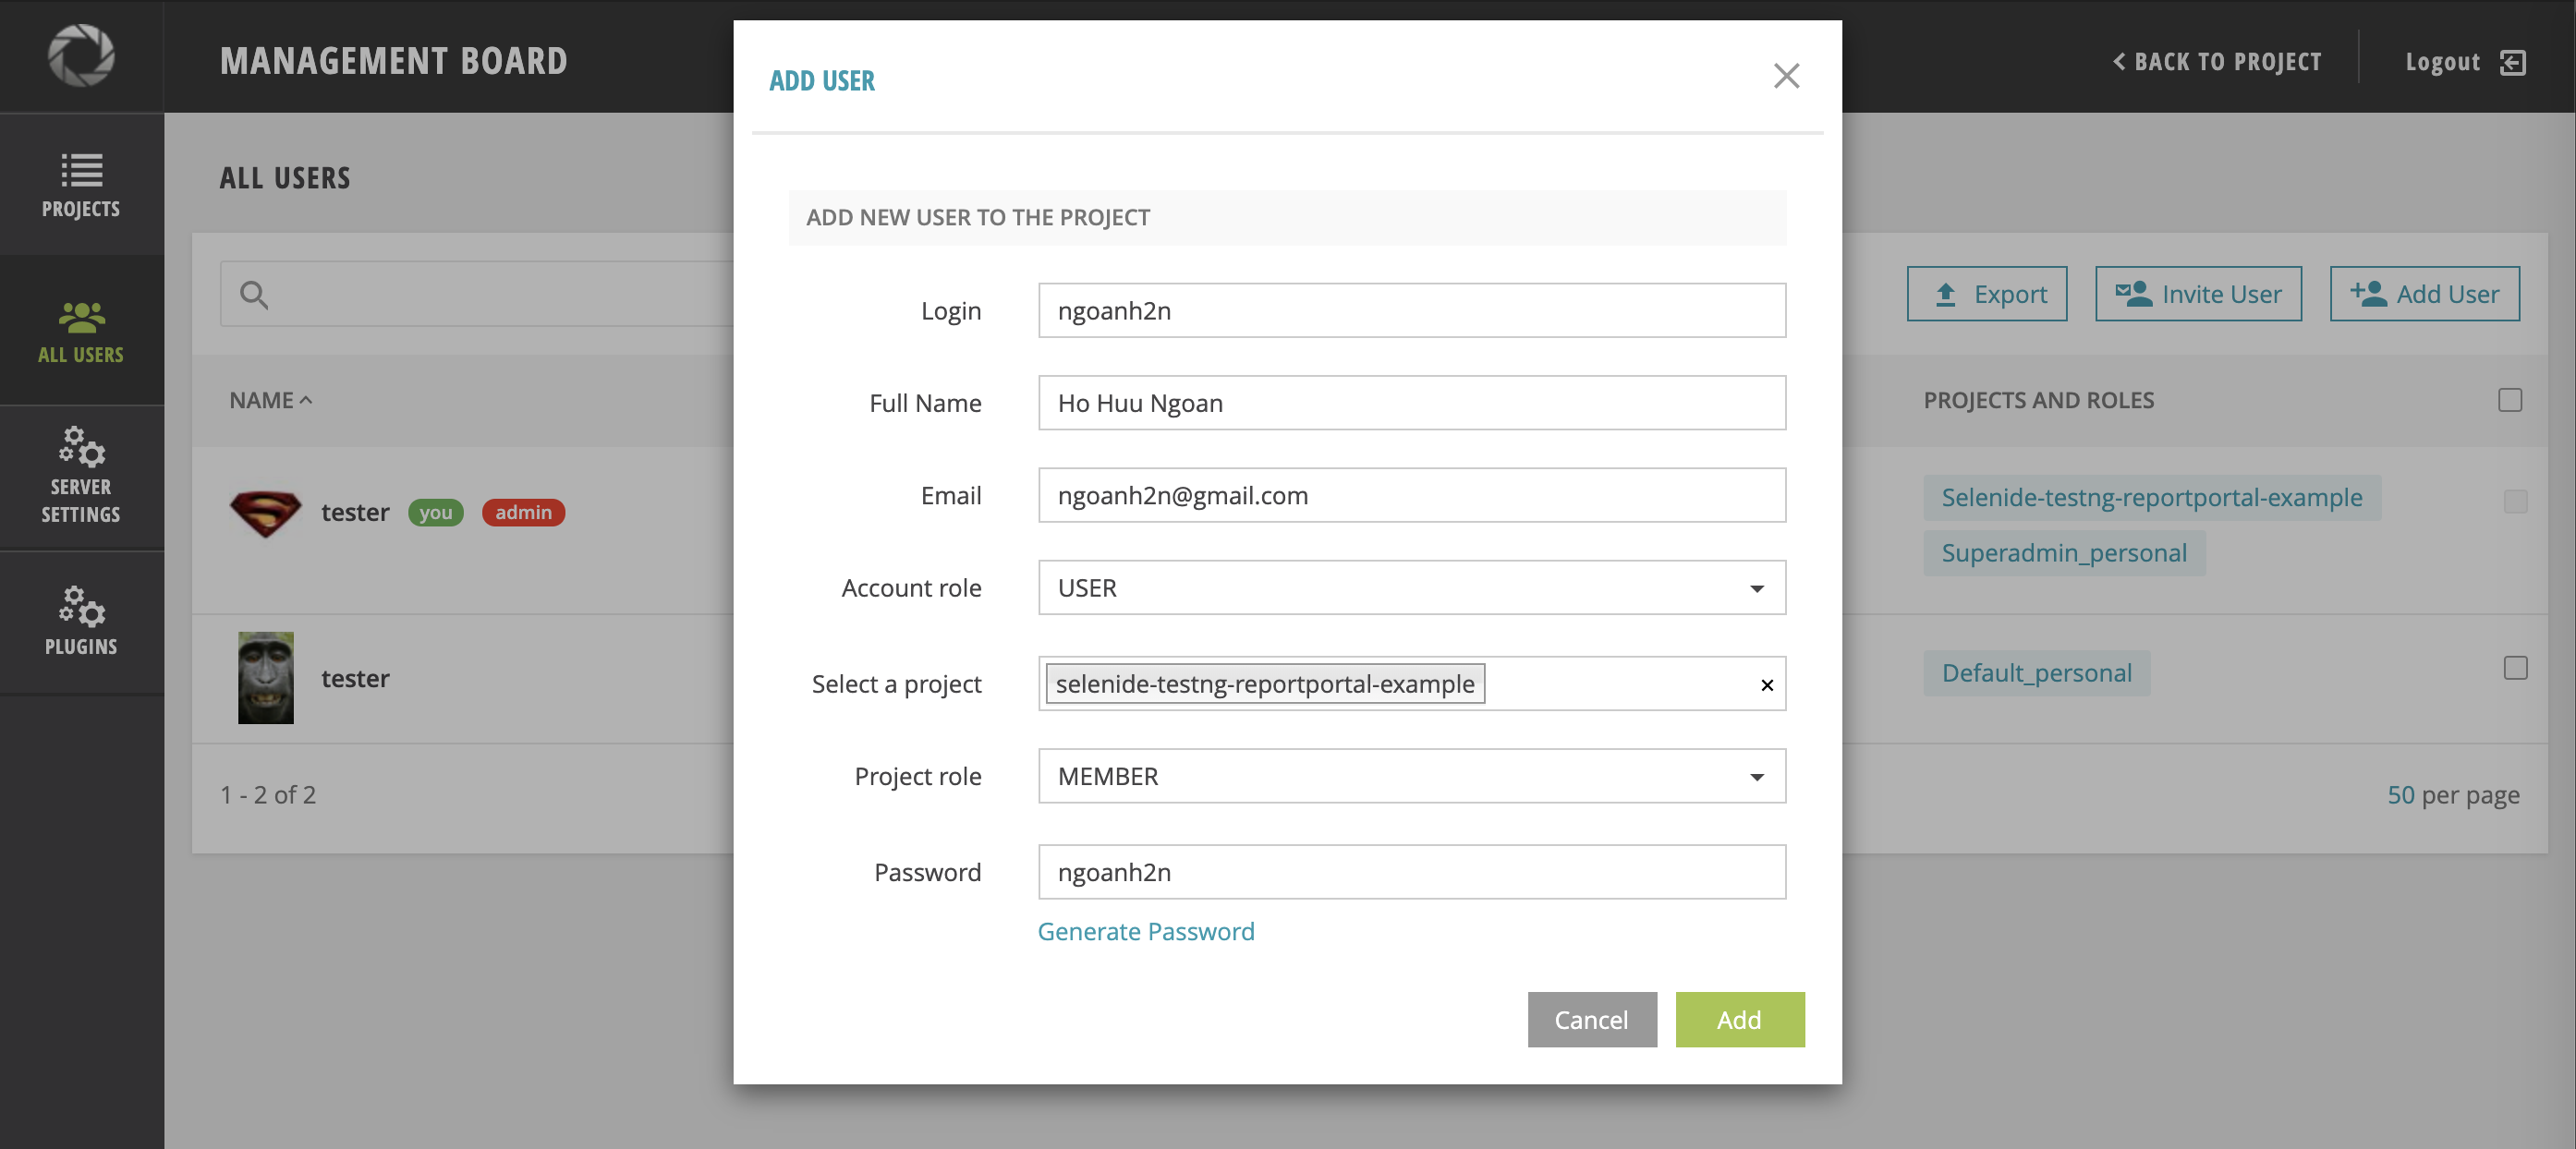 MANAGEMENT BOARD
BACK TO PROJECT
Logout
PROJECTS
ALL USERS
SERVER
SETTINGS
PLUGINS
ALL USERS
Export
Invite User
Add User
NAME
PROJECTS AND ROLES
tester you admin
Selenide-testng-reportportal-example
Superadmin_personal
tester
Default_personal
1 - 2 of 2
50 per page
ADD USER
ADD NEW USER TO THE PROJECT
Login ngoanh2n
Full Name Ho Huu Ngoan
Email ngoanh2n@gmail.com
Account role USER
Select a project selenide-testng-reportportal-example
Project role MEMBER
Password ngoanh2n
Generate Password
Cancel Add